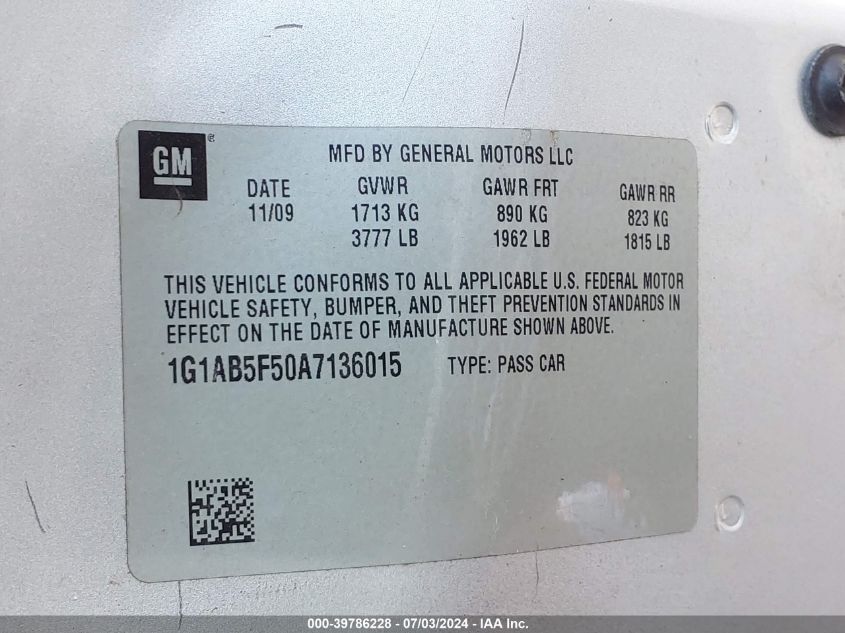 GM ®
MFD BY GENERAL MOTORS LLC
DATE GVWR GAWR FRT GAWR RR
11/09 1713 KG 890 KG 823 KG
3777 LB 1962 LB 1815 LB
THIS VEHICLE CONFORMS TO ALL APPLICABLE U.S. FEDERAL MOTOR
VEHICLE SAFETY, BUMPER, AND THEFT PREVENTION STANDARDS IN
EFFECT ON THE DATE OF MANUFACTURE SHOWN ABOVE.
1G1AB5F50A7136015 TYPE: PASS CAR
000-39786228 - 07/03/2024 - IAA Inc.